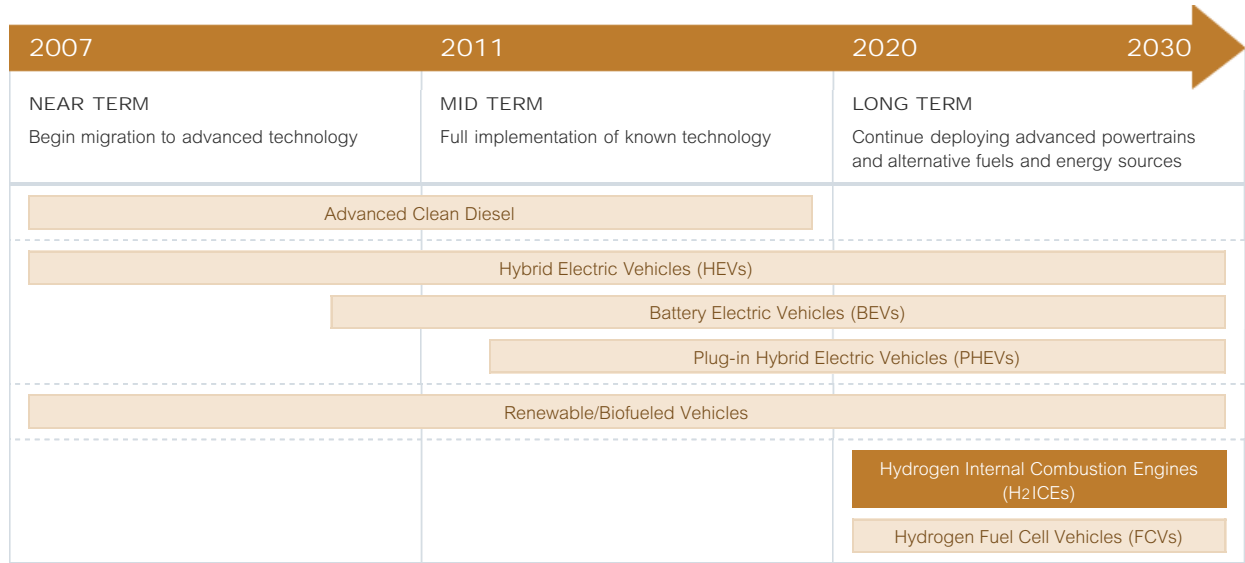 2007 2011 2020 2030
NEAR TERM
Begin migration to advanced technology
MID TERM
Full implementation of known technology
LONG TERM
Continue deploying advanced powertrains
and alternative fuels and energy sources
Advanced Clean Diesel
Hybrid Electric Vehicles (HEVs)
Battery Electric Vehicles (BEVs)
Plug-in Hybrid Electric Vehicles (PHEVs)
Renewable/Biofueled Vehicles
Hydrogen Internal Combustion Engines
(H2ICEs)
Hydrogen Fuel Cell Vehicles (FCVs)